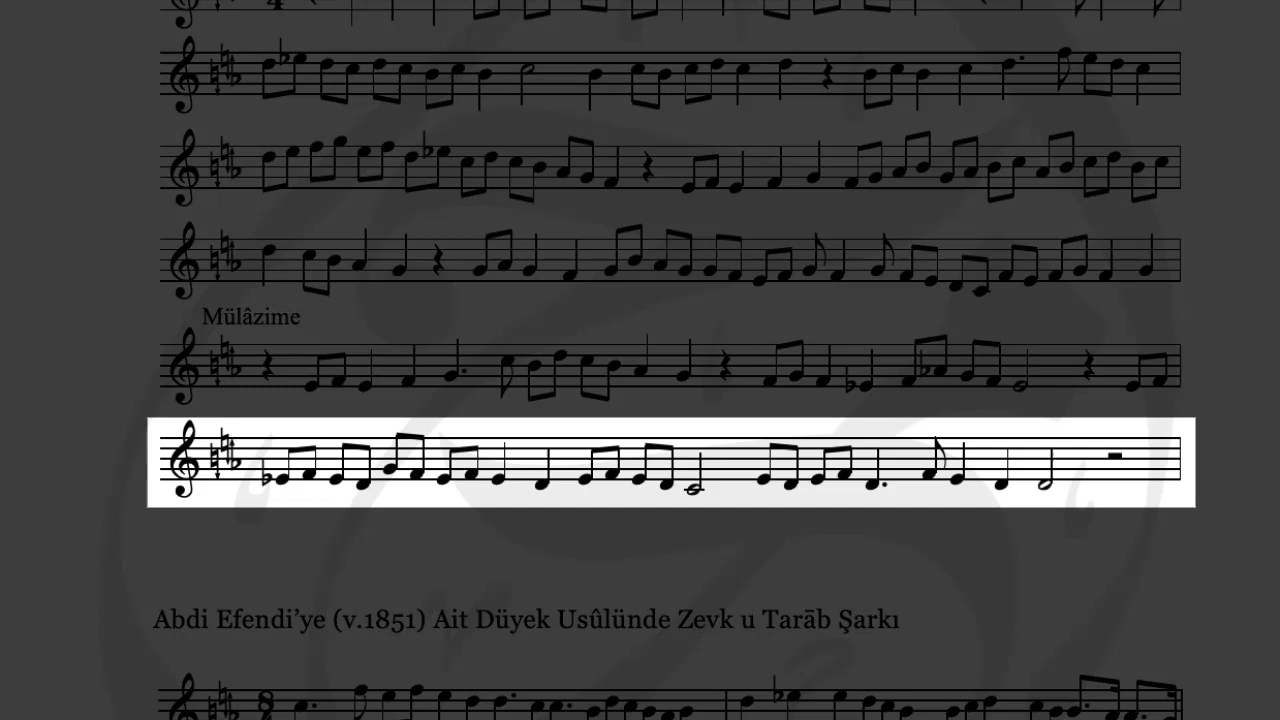 Mülâzime
Abdi Efendi’ye (v.1851) Ait Düyek Usûlünde Zevk u Tarāb Şarkı